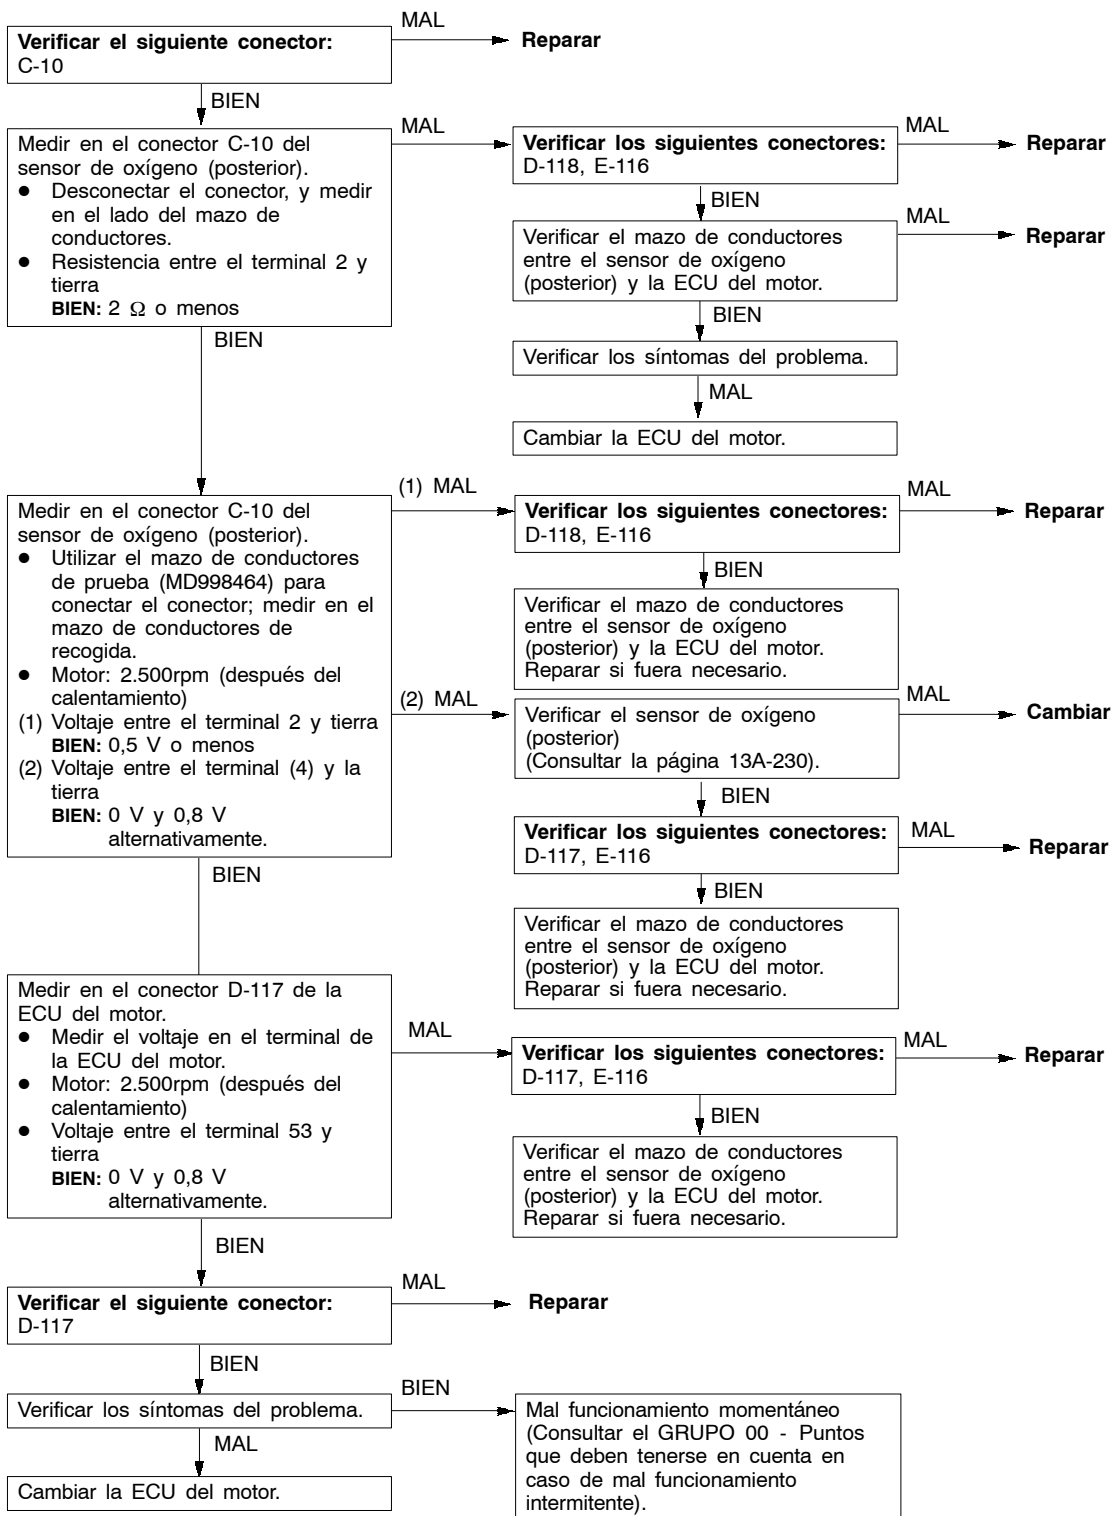 MAL
Verificar el siguiente conector:
C-10
Reparar
BIEN
Medir en el conector C-10 del
sensor de oxígeno (posterior).
● Desconectar el conector, y medir
en el lado del mazo de
conductores.
● Resistencia entre el terminal 2 y
tierra
BIEN: 2 Ω o menos
MAL
Verificar los siguientes conectores:
D-118, E-116
MAL
Reparar
BIEN
Verificar el mazo de conductores
entre el sensor de oxígeno
(posterior) y la ECU del motor.
MAL
Reparar
BIEN
Verificar los síntomas del problema.
MAL
Cambiar la ECU del motor.
BIEN
Medir en el conector C-10 del
sensor de oxígeno (posterior).
● Utilizar el mazo de conductores
de prueba (MD998464) para
conectar el conector; medir en el
mazo de conductores de
recogida.
● Motor: 2.500rpm (después del
calentamiento)
(1) Voltaje entre el terminal 2 y tierra
BIEN: 0,5 V o menos
(2) Voltaje entre el terminal (4) y la
tierra
BIEN: 0 V y 0,8 V
alternativamente.
(1) MAL
Verificar los siguientes conectores:
D-118, E-116
MAL
Reparar
BIEN
Verificar el mazo de conductores
entre el sensor de oxígeno
(posterior) y la ECU del motor.
Reparar si fuera necesario.
(2) MAL
Verificar el sensor de oxígeno
(posterior)
(Consultar la página 13A-230).
MAL
Cambiar
BIEN
Verificar los siguientes conectores:
D-117, E-116
MAL
Reparar
BIEN
Verificar el mazo de conductores
entre el sensor de oxígeno
(posterior) y la ECU del motor.
Reparar si fuera necesario.
BIEN
Medir en el conector D-117 de la
ECU del motor.
● Medir el voltaje en el terminal de
la ECU del motor.
● Motor: 2.500rpm (después del
calentamiento)
● Voltaje entre el terminal 53 y
tierra
BIEN: 0 V y 0,8 V
alternativamente.
MAL
Verificar los siguientes conectores:
D-117, E-116
MAL
Reparar
BIEN
Verificar el mazo de conductores
entre el sensor de oxígeno
(posterior) y la ECU del motor.
Reparar si fuera necesario.
BIEN
Verificar el siguiente conector:
D-117
MAL
Reparar
BIEN
Verificar los síntomas del problema.
BIEN
Mal funcionamiento momentáneo
(Consultar el GRUPO 00 - Puntos
que deben tenerse en cuenta en
caso de mal funcionamiento
intermitente).
MAL
Cambiar la ECU del motor.